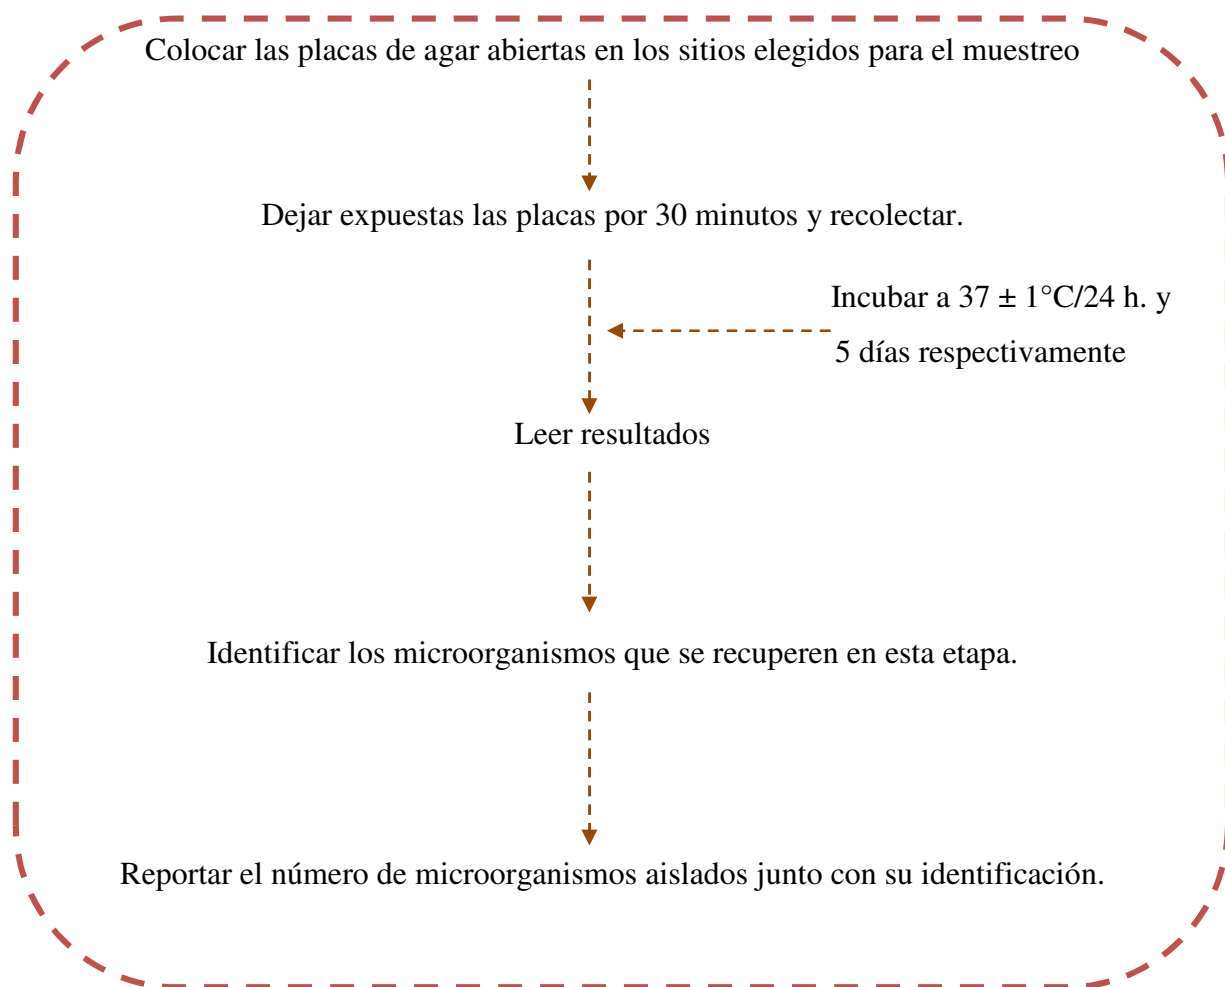 Colocar las placas de agar abiertas en los sitios elegidos para el muestreo
Dejar expuestas las placas por 30 minutos y recolectar.
Incubar a 37 ± 1°C/24 h. y
5 días respectivamente
Leer resultados
Identificar los microorganismos que se recuperen en esta etapa.
Reportar el número de microorganismos aislados junto con su identificación.